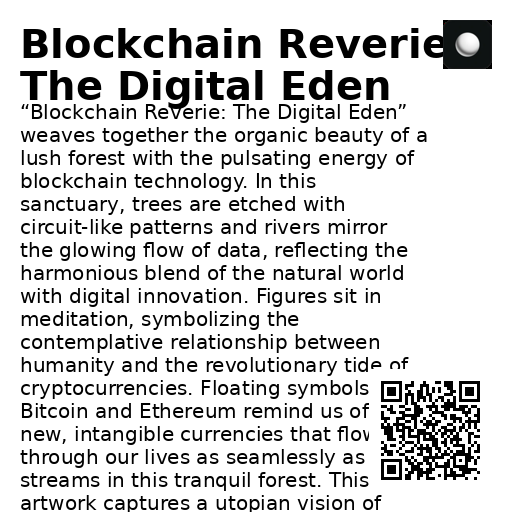 Blockchain Reverie
The Digital Eden
“Blockchain Reverie: The Digital Eden”
weaves together the organic beauty of a
lush forest with the pulsating energy of
blockchain technology. In this
sanctuary, trees are etched with
circuit-like patterns and rivers mirror
the glowing flow of data, reflecting the
harmonious blend of the natural world
with digital innovation. Figures sit in
meditation, symbolizing the
contemplative relationship between
humanity and the revolutionary tide of
cryptocurrencies. Floating symbols
Bitcoin and Ethereum remind us of
new, intangible currencies that flow
through our lives as seamlessly as
streams in this tranquil forest. This
artwork captures a utopian vision of